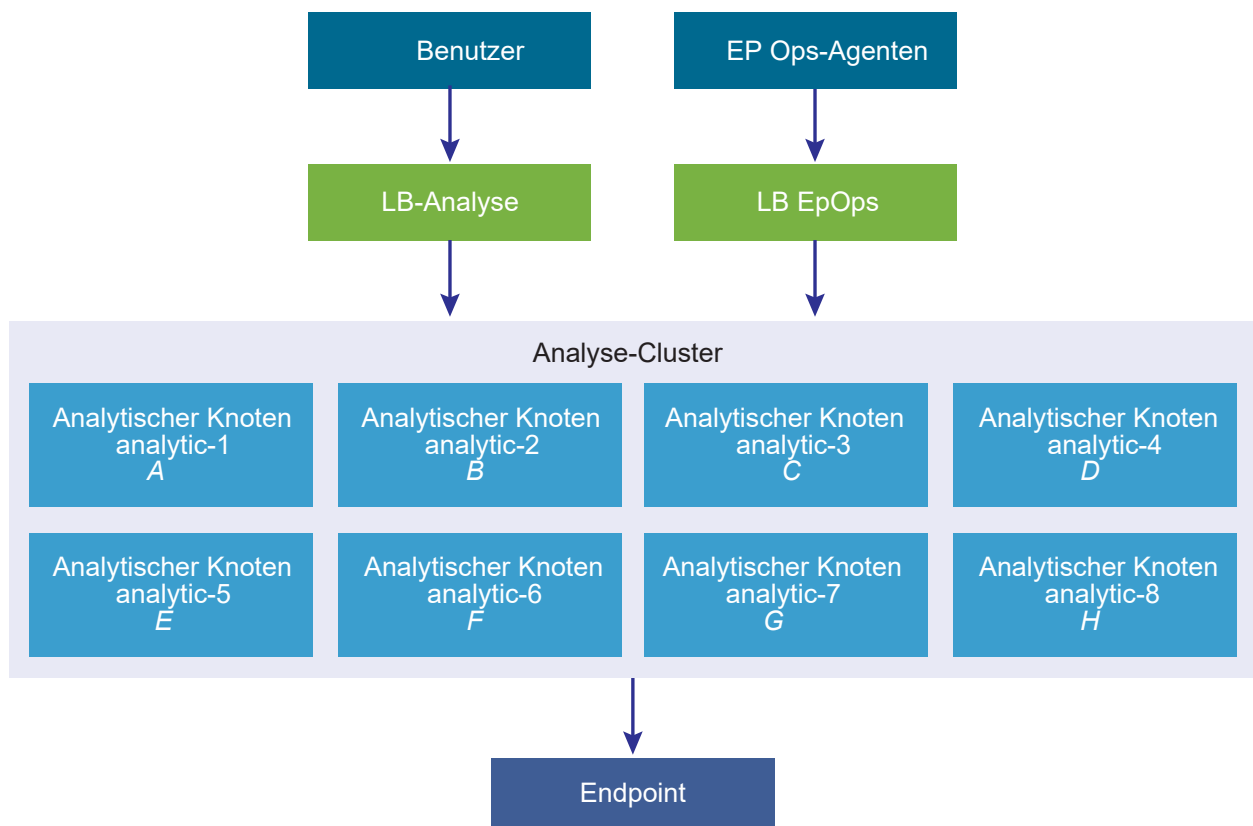 Benutzer
EP Ops-Agenten
LB-Analyse
LB EpOps
Analyse-Cluster
Analytischer Knoten
analytic-1
A
Analytischer Knoten
analytic-2
B
Analytischer Knoten
analytic-3
C
Analytischer Knoten
analytic-4
D
Analytischer Knoten
analytic-5
E
Analytischer Knoten
analytic-6
F
Analytischer Knoten
analytic-7
G
Analytischer Knoten
analytic-8
H
Endpoint